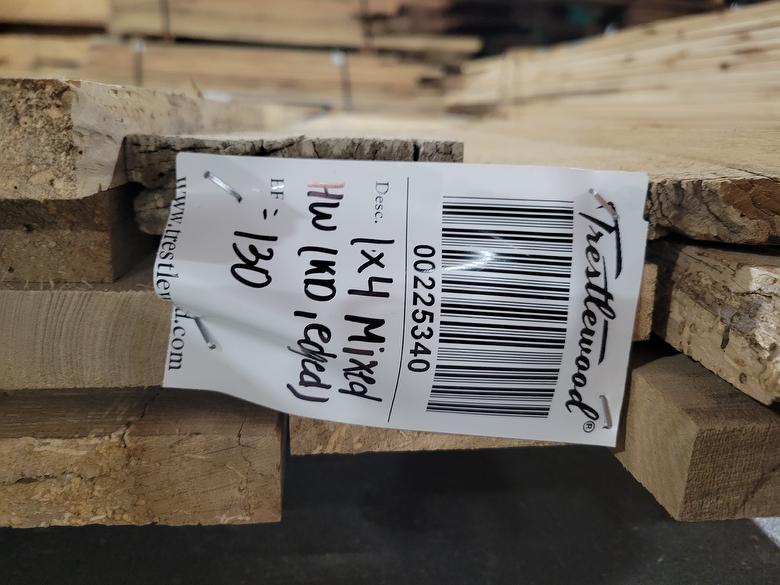 Trestlewood®
00225340
Desc. 1x4 Mixed
HW (KD, edged)
BF = 130
www.trestlewood.com